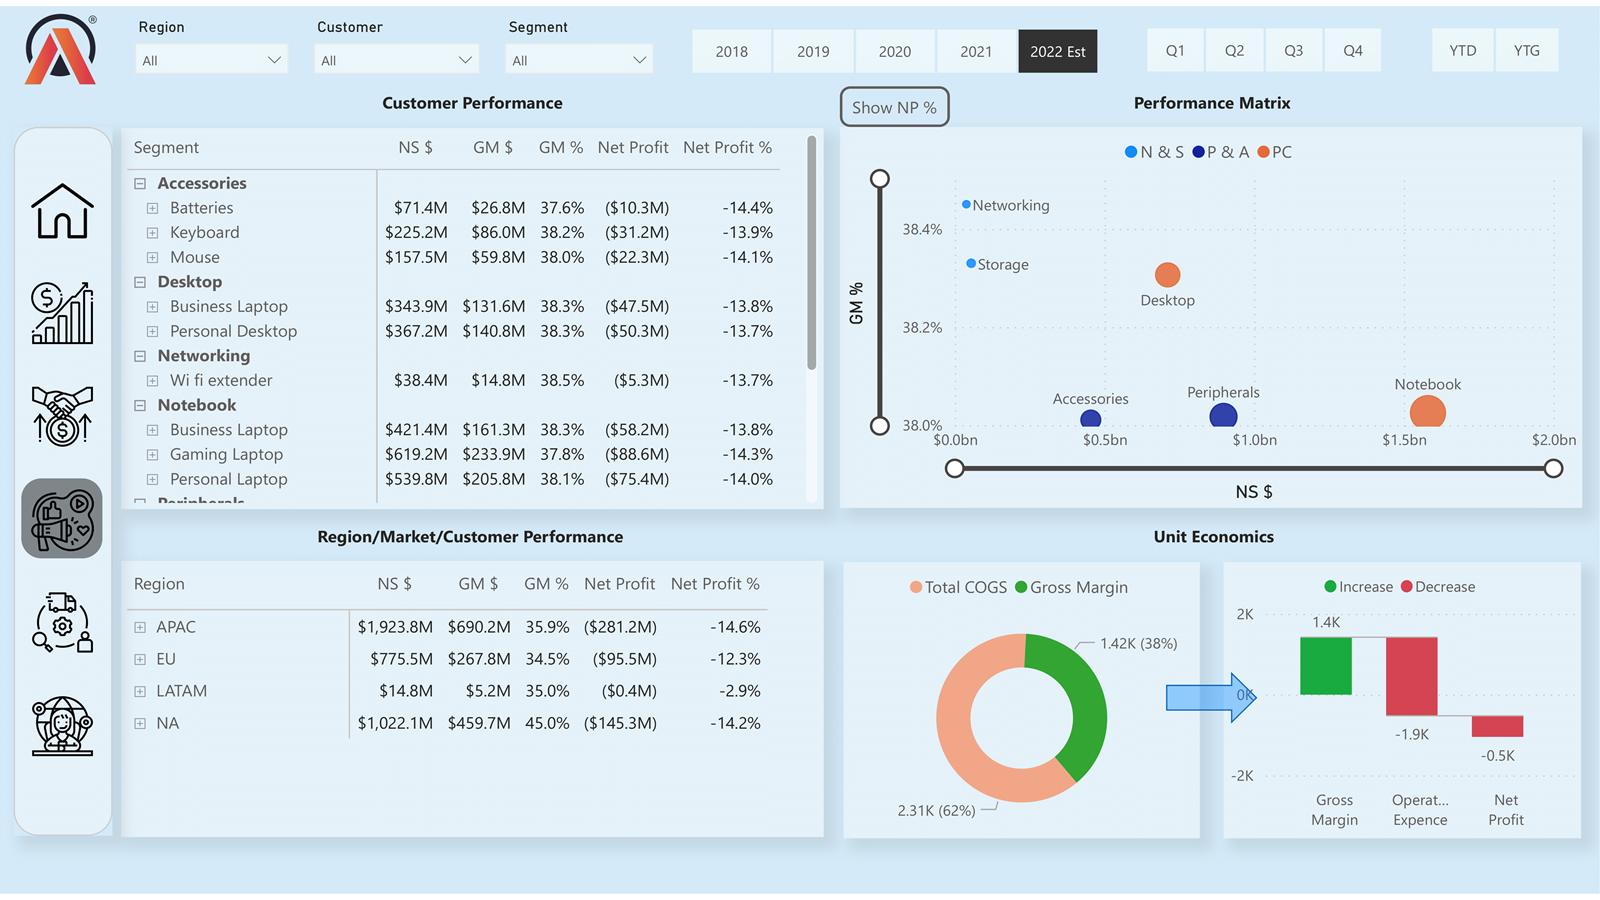 ®
Region
Customer
Segment
All
All
All
2018
2019
2020
2021
2022 Est
Q1
Q2
Q3
Q4
YTD
YTG
Customer Performance
Segment NS $ GM $ GM % Net Profit Net Profit %
Accessories
Batteries $71.4M $26.8M 37.6% ($10.3M) -14.4%
Keyboard $225.2M $86.0M 38.2% ($31.2M) -13.9%
Mouse $157.5M $59.8M 38.0% ($22.3M) -14.1%
Desktop
Business Laptop $343.9M $131.6M 38.3% ($47.5M) -13.8%
Personal Desktop $367.2M $140.8M 38.3% ($50.3M) -13.7%
Networking
Wi fi extender $38.4M $14.8M 38.5% ($5.3M) -13.7%
Notebook
Business Laptop $421.4M $161.3M 38.3% ($58.2M) -13.8%
Gaming Laptop $619.2M $233.9M 37.8% ($88.6M) -14.3%
Personal Laptop $539.8M $205.8M 38.1% ($75.4M) -14.0%
Peripherals
Show NP %
Performance Matrix
N & S P & A PC
GM %
38.4%
38.2%
38.0%
Networking
Storage
Desktop
Accessories
Peripherals
Notebook
$0.0bn $0.5bn $1.0bn $1.5bn $2.0bn
NS $
Region/Market/Customer Performance
Region NS $ GM $ GM % Net Profit Net Profit %
APAC $1,923.8M $690.2M 35.9% ($281.2M) -14.6%
EU $775.5M $267.8M 34.5% ($95.5M) -12.3%
LATAM $14.8M $5.2M 35.0% ($0.4M) -2.9%
NA $1,022.1M $459.7M 45.0% ($145.3M) -14.2%
Unit Economics
Total COGS Gross Margin
1.42K (38%)
2.31K (62%)
Increase Decrease
2K
0K
-2K
1.4K
-1.9K
-0.5K
Gross
Margin
Operat...
Expence
Net
Profit